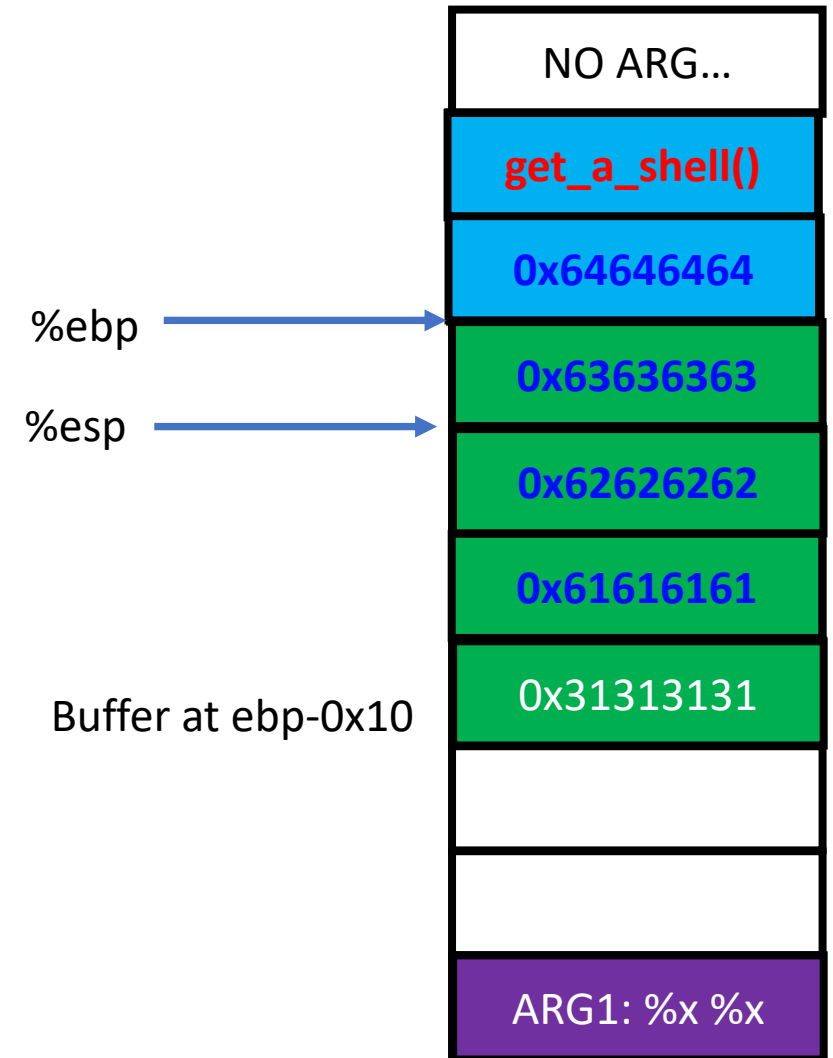 NO ARG…
get_a_shell()
0x64646464
%ebp
0x63636363
%esp
0x62626262
0x61616161
0x31313131
Buffer at ebp-0x10
ARG1: %x %x